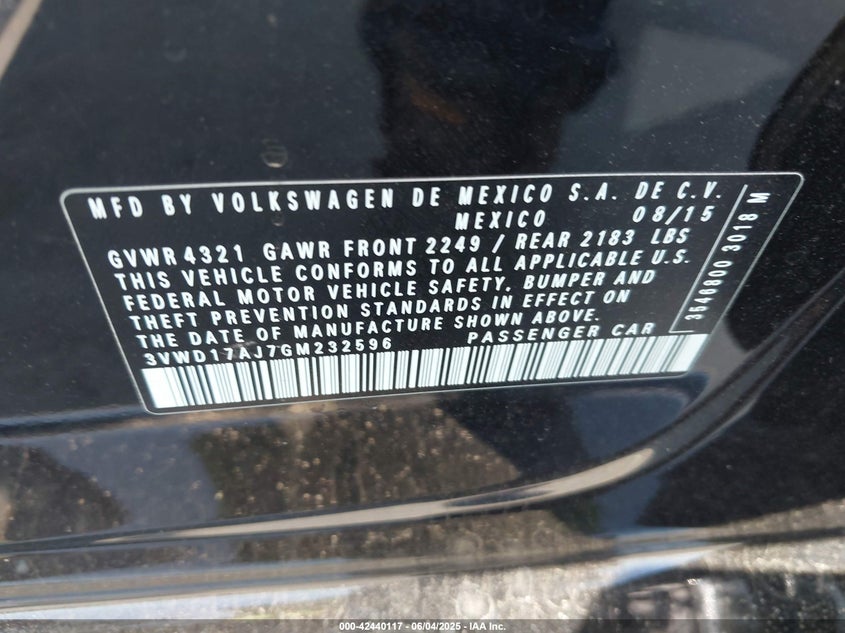 MFD BY VOLKSWAGEN DE MEXICO S.A. DE C.V.
MEXICO 08/15
GVWR 4321 GAWR FRONT 2249 / REAR 2183 LBS
THIS VEHICLE CONFORMS TO ALL APPLICABLE U.S.
FEDERAL MOTOR VEHICLE SAFETY, BUMPER AND
THEFT PREVENTION STANDARDS IN EFFECT ON
THE DATE OF MANUFACTURE SHOWN ABOVE.
3VWD17AJ7GM232596 PASSENGER CAR
3546800 3018 M
000-42440117 - 06/04/2025 - IAA Inc.